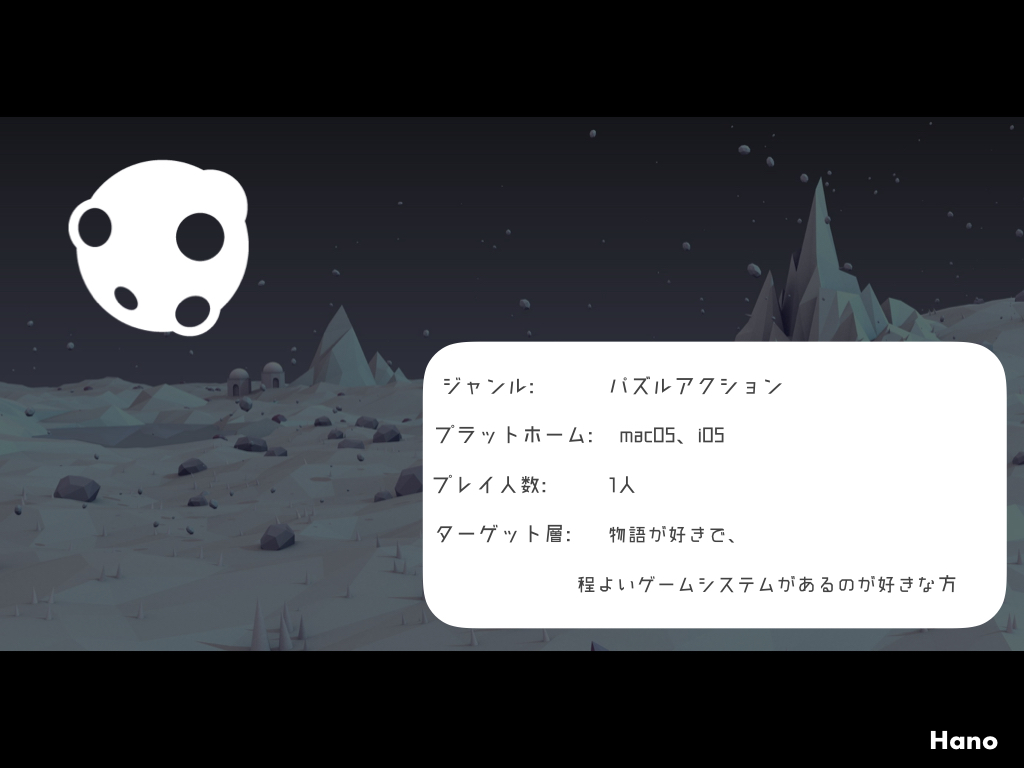 ジャンル: パズルアクション
プラットホーム: macOS、iOS
プレイ人数: 1人
ターゲット層: 物語が好きで、
程よいゲームシステムがあるのが好きな方
Hano